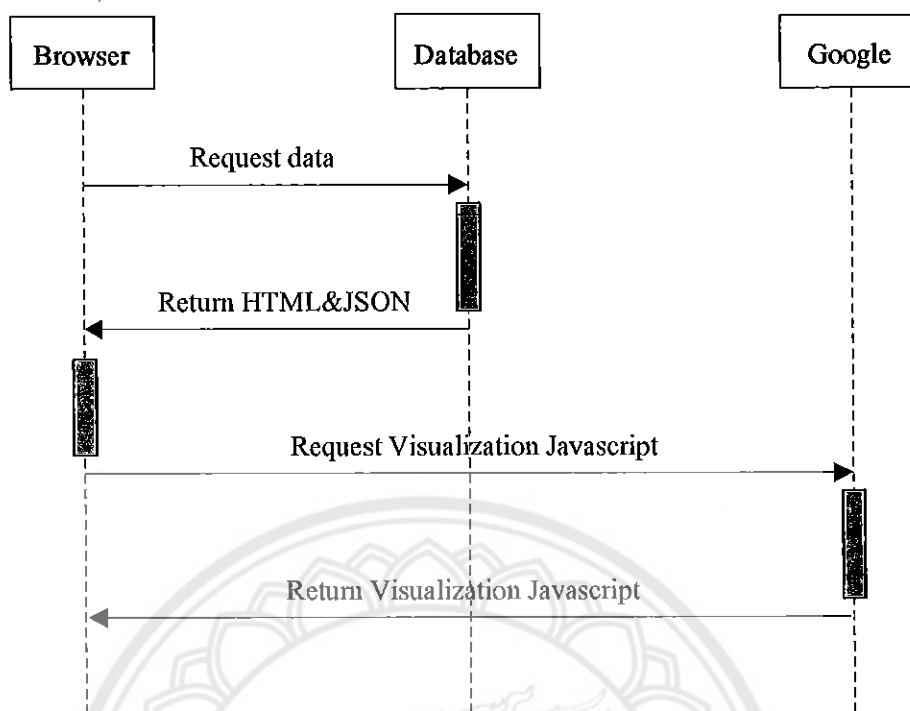 Browser
Database
Google
Request data
Return HTML&JSON
Request Visualization Javascript
Return Visualization Javascript